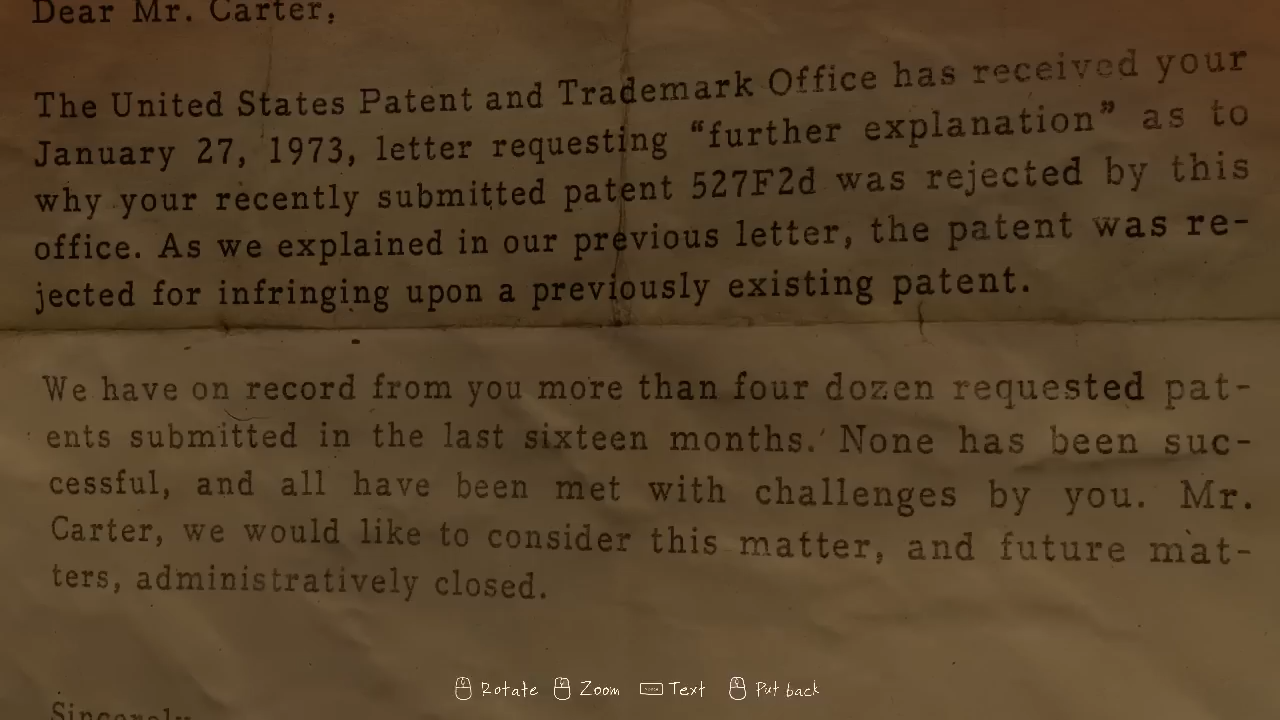 Dear Mr. Carter,
The United States Patent and Trademark Office has received your
January 27, 1973, letter requesting “further explanation” as to
why your recently submitted patent 527F2d was rejected by this
office. As we explained in our previous letter, the patent was re-
jected for infringing upon a previously existing patent.
We have on record from you more than four dozen requested pat-
ents submitted in the last sixteen months. None has been suc-
cessful, and all have been met with challenges by you. Mr.
Carter, we would like to consider this matter, and future mat-
ters, administratively closed.
Rotate Zoom Text Put back
Sincerely